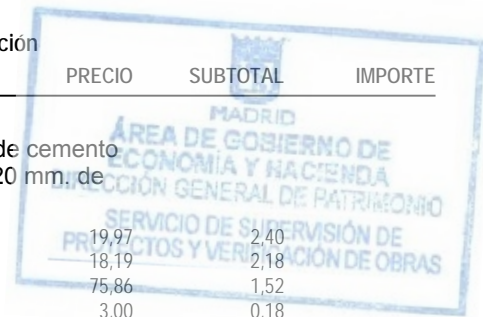 ción
PRECIO SUBTOTAL IMPORTE
MADRID
ÁREA DE GOBIERNO DE
ECONOMÍA Y HACIENDA
DIRECCIÓN GENERAL DE PATRIMONIO
SERVICIO DE SUPERVISIÓN DE
PROYECTOS Y VERIFICACIÓN DE OBRAS
de cemento
20 mm. de
19,97 2,40
18,19 2,18
75,86 1,52
3,00 0,18